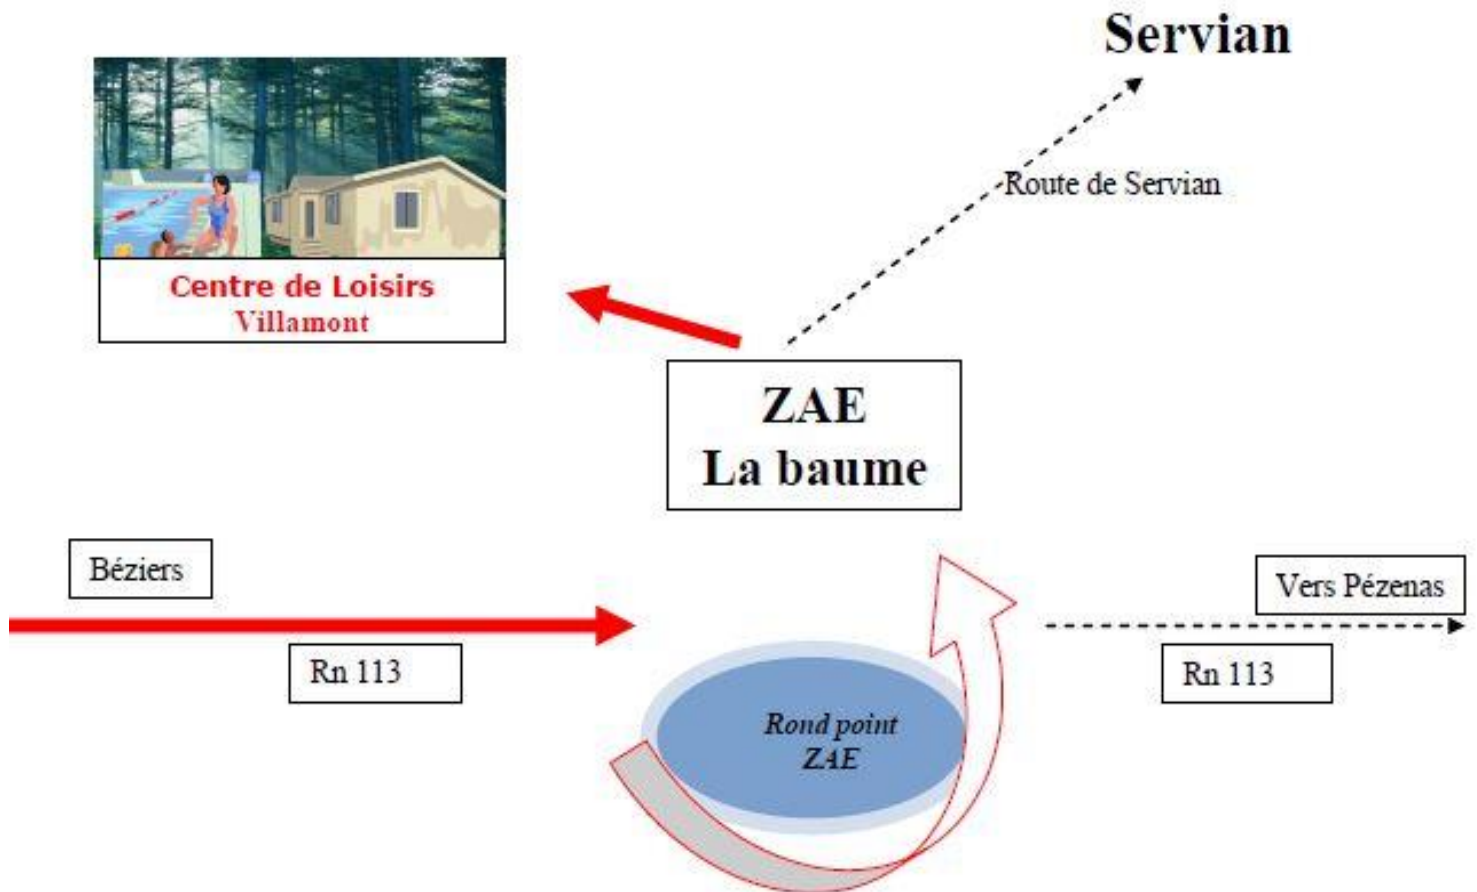 Servian
Route de Servian
Centre de Loisirs
Villamont
ZAE
La baume
Béziers
Vers Pézenas
Rn 113
Rn 113
Rond point
ZAE